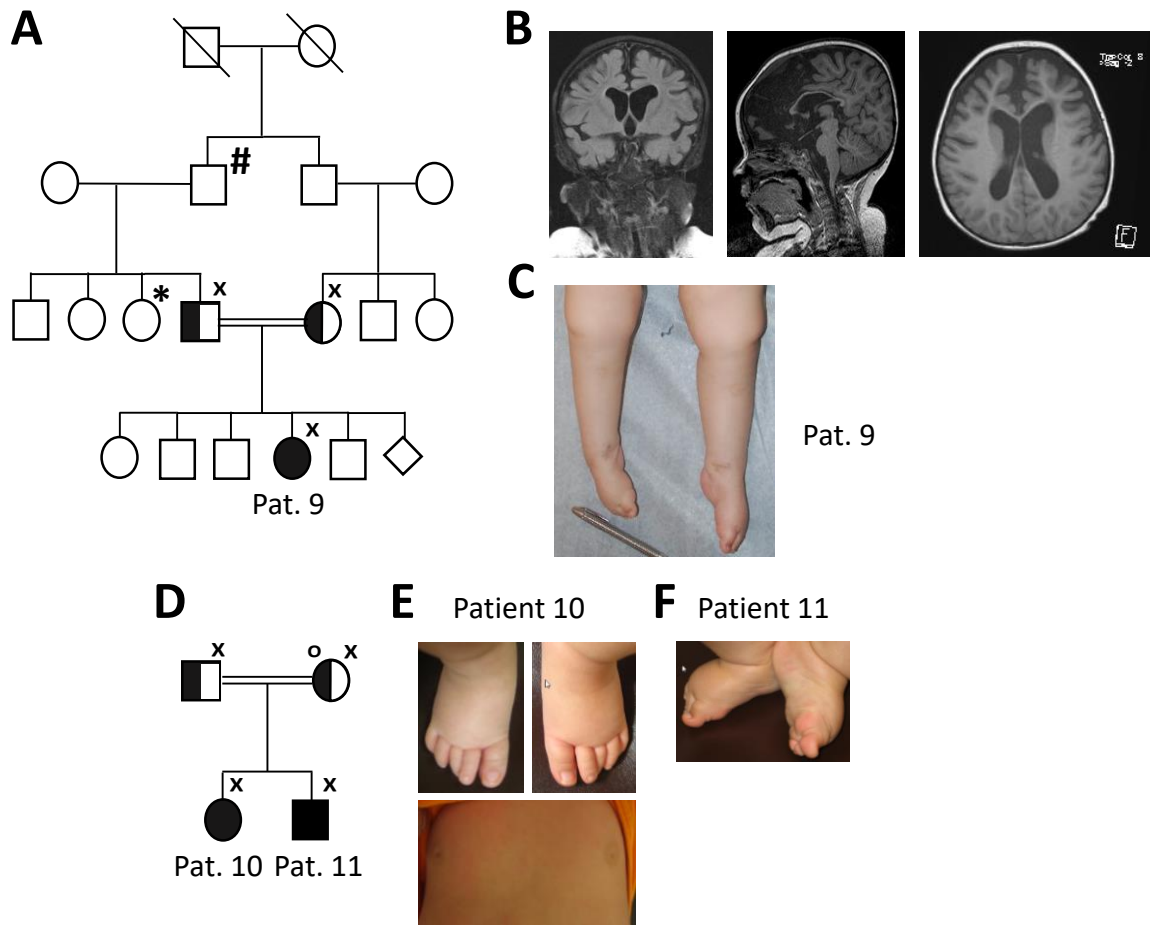 A
B
#
*
x
x
x
Pat. 9
C
Pat. 9
D
x
o
x
x
x
Pat. 10
Pat. 11
E
Patient 10
F
Patient 11